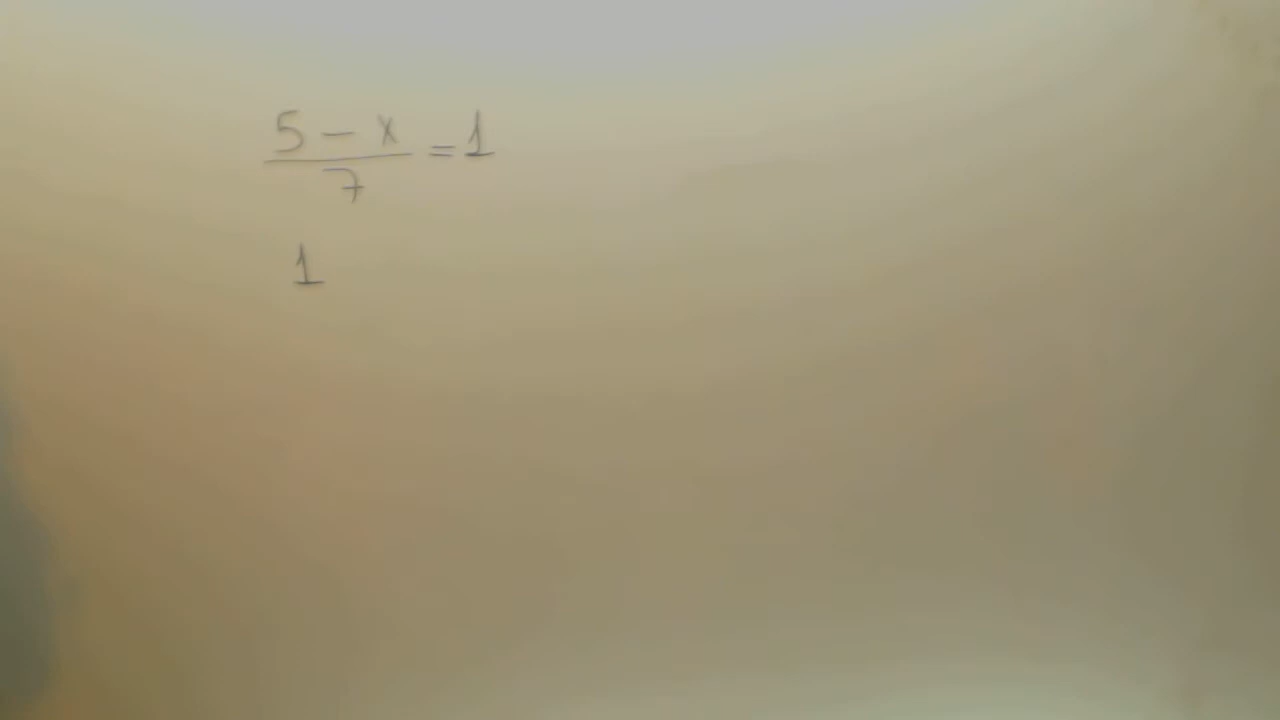 5 - x
7
= 1
1